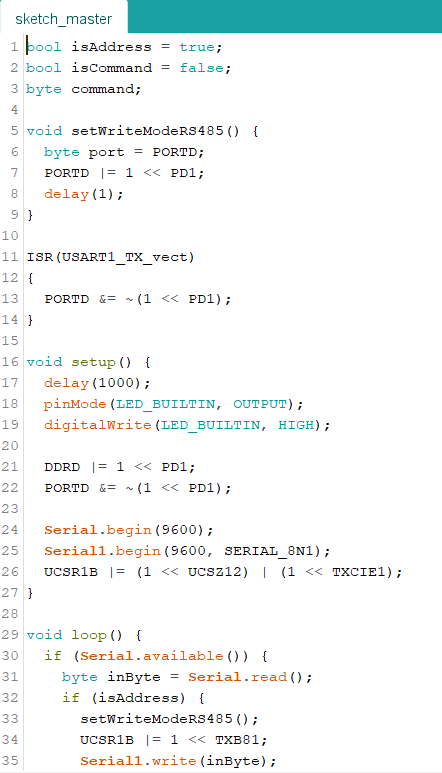 sketch_master
1 bool isAddress = true;
2 bool isCommand = false;
3 byte command;
4
5 void setWriteModeRS485() {
6   byte port = PORTD;
7   PORTD |= 1 << PD1;
8   delay(1);
9 }
10
11 ISR(USART1_TX_vect)
12 {
13   PORTD &= ~(1 << PD1);
14 }
15
16 void setup() {
17   delay(1000);
18   pinMode(LED_BUILTIN, OUTPUT);
19   digitalWrite(LED_BUILTIN, HIGH);
20
21   DDRD |= 1 << PD1;
22   PORTD &= ~(1 << PD1);
23
24   Serial.begin(9600);
25   Serial1.begin(9600, SERIAL_8N1);
26   UCSR1B |= (1 << UCSZ12) | (1 << TXCIE1);
27 }
28
29 void loop() {
30   if (Serial.available()) {
31     byte inByte = Serial.read();
32     if (isAddress) {
33       setWriteModeRS485();
34       UCSR1B |= 1 << TXB81;
35       Serial1.write(inByte);